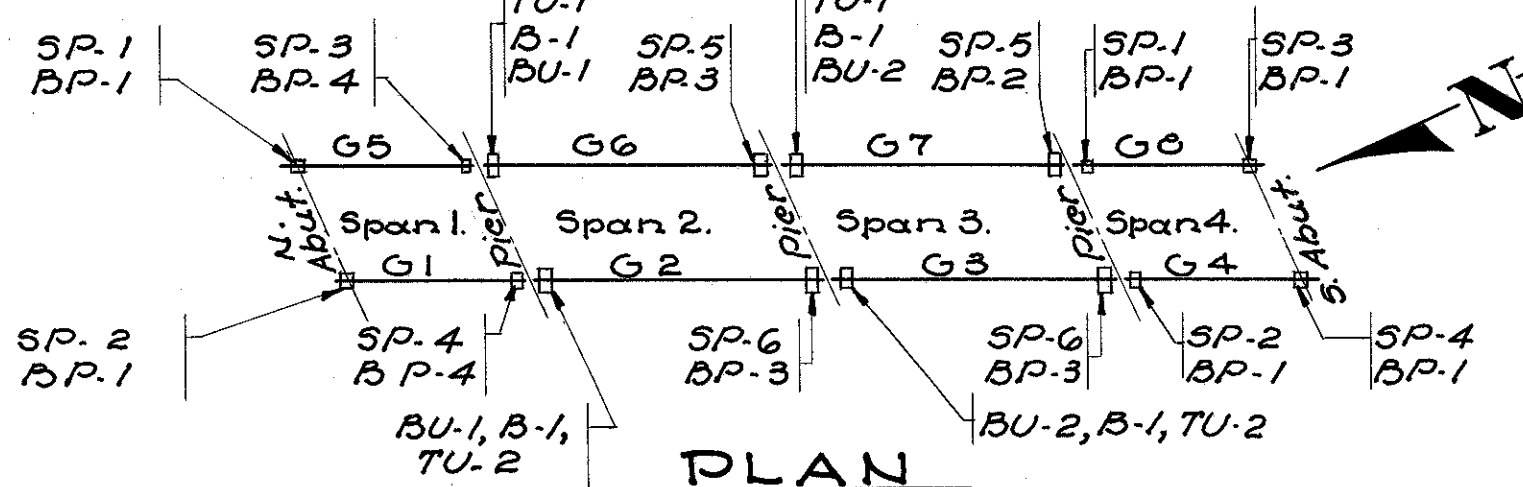 TU-1
B-1
BU-1
TU-1
B-1
BU-2
SP-1
BP-1
SP-3
BP-4
SP-5
BP-3
SP-5
BP-2
SP-1
BP-1
SP-3
BP-1
N
G5
G6
G7
G8
N. Abut.
Span 1.
Pier
Span 2.
Pier
Span 3.
Pier
Span 4.
S. Abut.
G1
G2
G3
G4
SP-2
BP-1
SP-4
BP-4
SP-6
BP-3
SP-6
BP-3
SP-2
BP-1
SP-4
BP-1
BU-1, B-1,
TU-2
BU-2, B-1, TU-2
PLAN